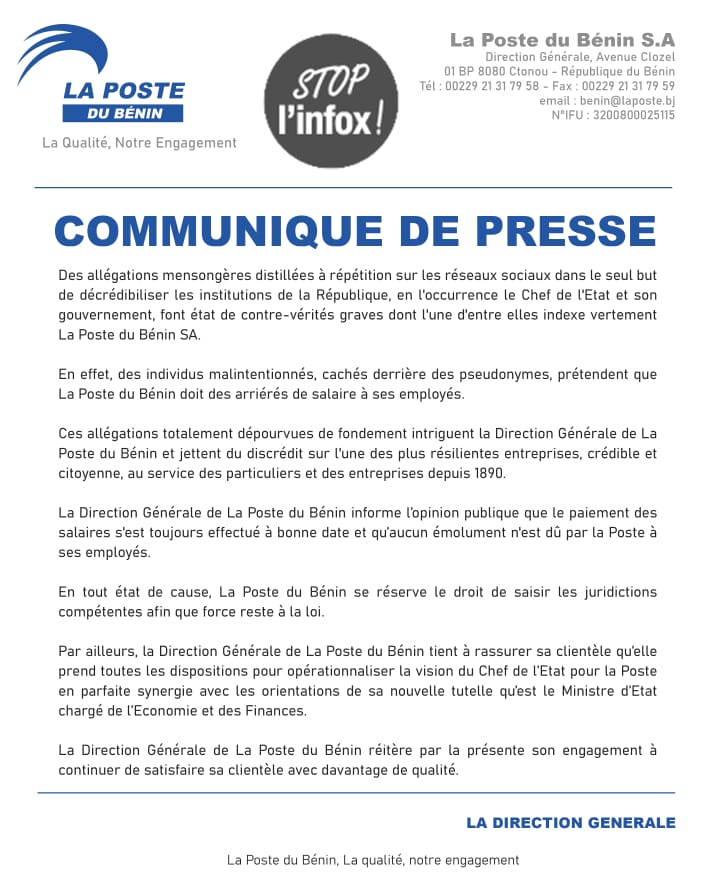 LA POSTE
DU BÉNIN
La Qualité, Notre Engagement
STOP
l'infox!
La Poste du Bénin S.A
Direction Générale, Avenue Clozel
01 BP 8080 Ctonou - République du Bénin
Tél : 00229 21 31 79 58 - Fax : 00229 21 31 79 59
email : benin@laposte.bj
N°IFU : 3200800025115
COMMUNIQUE DE PRESSE
Des allégations mensongères distillées à répétition sur les réseaux sociaux dans le seul but
de décrédibiliser les institutions de la République, en l'occurrence le Chef de l'Etat et son
gouvernement, font état de contre-vérités graves dont l'une d'entre elles indexe vertement
La Poste du Bénin SA.
En effet, des individus malintentionnés, cachés derrière des pseudonymes, prétendent que
La Poste du Bénin doit des arriérés de salaire à ses employés.
Ces allégations totalement dépourvues de fondement intriguent la Direction Générale de La
Poste du Bénin et jettent du discrédit sur l'une des plus résilientes entreprises, crédible et
citoyenne, au service des particuliers et des entreprises depuis 1890.
La Direction Générale de La Poste du Bénin informe l'opinion publique que le paiement des
salaires s'est toujours effectué à bonne date et qu'aucun émolument n'est dû par la Poste à
ses employés.
En tout état de cause, La Poste du Bénin se réserve le droit de saisir les juridictions
compétentes afin que force reste à la loi.
Par ailleurs, la Direction Générale de La Poste du Bénin tient à rassurer sa clientèle qu'elle
prend toutes les dispositions pour opérationnaliser la vision du Chef de l'Etat pour la Poste
en parfaite synergie avec les orientations de sa nouvelle tutelle qu'est le Ministre d'Etat
chargé de l'Economie et des Finances.
La Direction Générale de La Poste du Bénin réitère par la présente son engagement à
continuer de satisfaire sa clientèle avec davantage de qualité.
LA DIRECTION GENERALE
La Poste du Bénin, La qualité, notre engagement